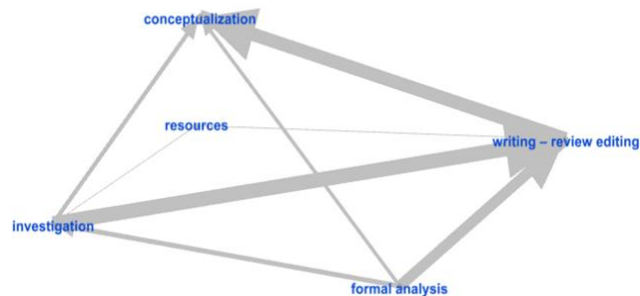 conceptualization
resources
writing – review editing
investigation
formal analysis